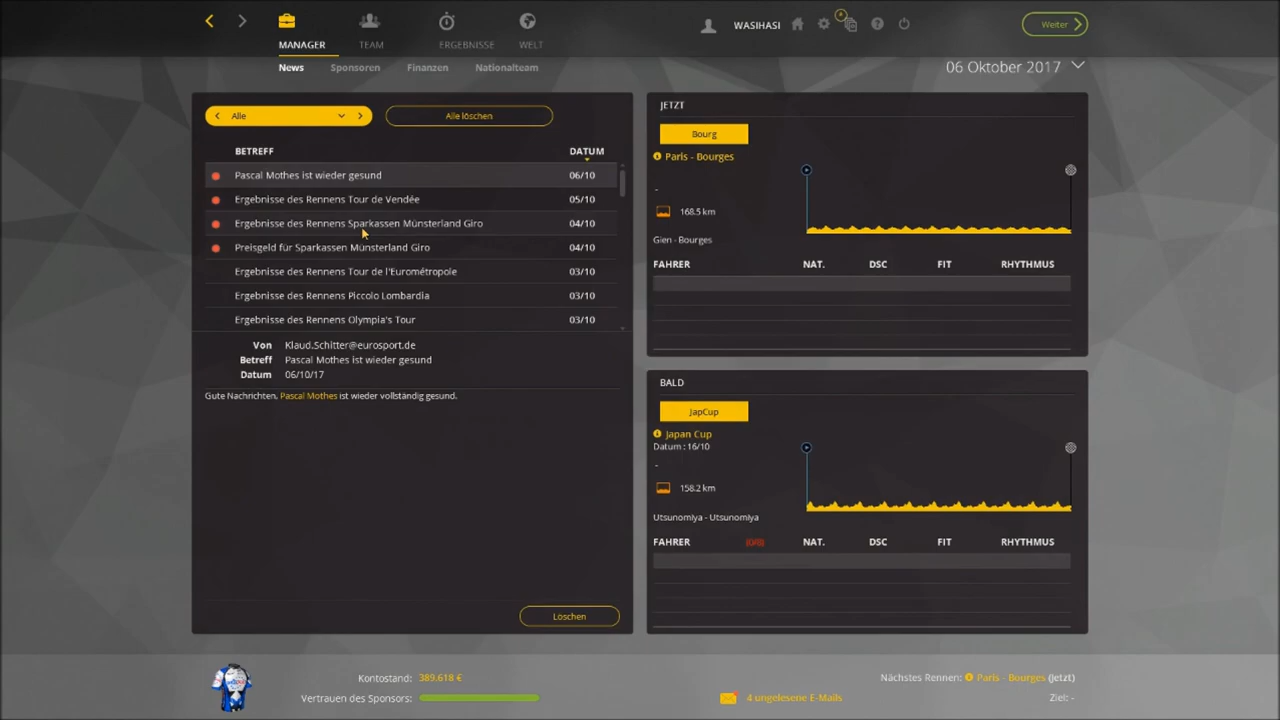 MANAGER
TEAM
ERGEBNISSE
WELT
WASIHASI
Weiter
News
Sponsoren
Finanzen
Nationalteam
06 Oktober 2017
Alle
Alle löschen
BETREFF DATUM
Pascal Mothes ist wieder gesund 06/10
Ergebnisse des Rennens Tour de Vendée 05/10
Ergebnisse des Rennens Sparkassen Münsterland Giro 04/10
Preisgeld für Sparkassen Münsterland Giro 04/10
Ergebnisse des Rennens Tour de l'Eurométropole 03/10
Ergebnisse des Rennens Piccolo Lombardia 03/10
Ergebnisse des Rennens Olympia's Tour 03/10
Von Klaud.Schitter@eurosport.de
Betreff Pascal Mothes ist wieder gesund
Datum 06/10/17
Gute Nachrichten, Pascal Mothes ist wieder vollständig gesund.
Löschen
JETZT
Bourg
Paris - Bourges
-
168.5 km
Gien - Bourges
FAHRER NAT. DSC FIT RHYTHMUS
BALD
JapCup
Japan Cup
Datum : 16/10
-
158.2 km
Utsunomiya - Utsunomiya
FAHRER (0/0) NAT. DSC FIT RHYTHMUS
Kontostand: 389.618 €
Vertrauen des Sponsors:
4 ungelesene E-Mails
Nächstes Rennen: Paris - Bourges (Jetzt)
Ziel: -